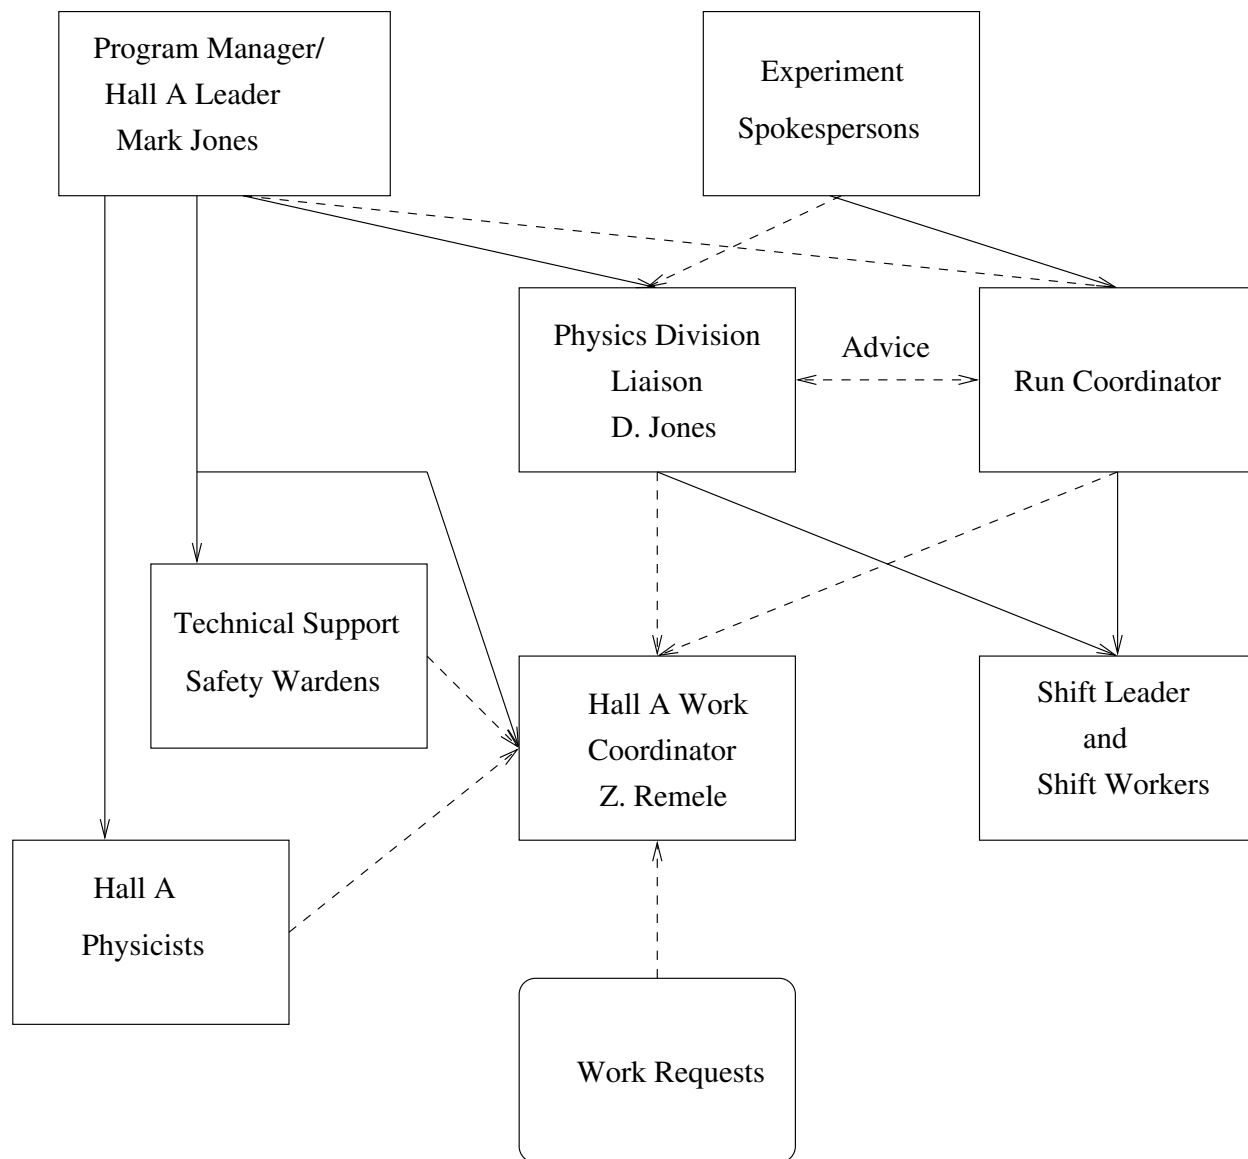 Program Manager/
Hall A Leader
Mark Jones
Experiment
Spokespersons
Physics Division
Liaison
D. Jones
Advice
Run Coordinator
Technical Support
Safety Wardens
Hall A Work
Coordinator
Z. Remele
Shift Leader
and
Shift Workers
Hall A
Physicists
Work Requests